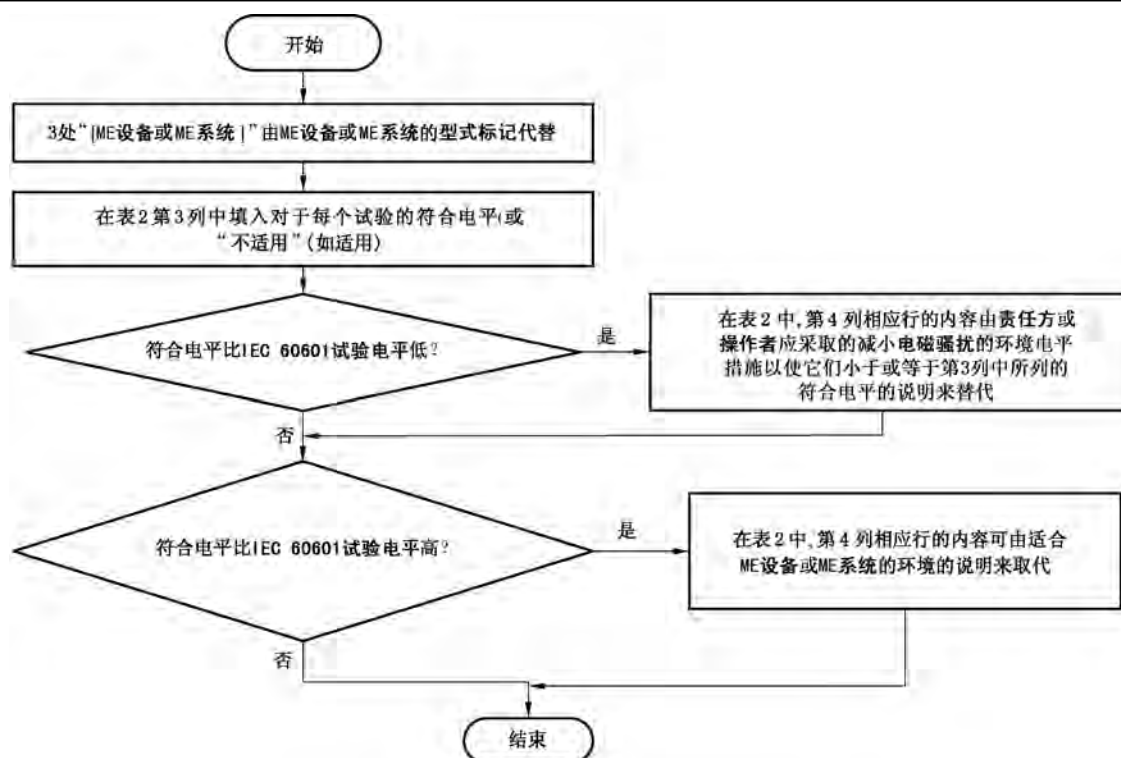 开始
3处“[ME设备或ME系统]”由ME设备或ME系统的型式标记代替
在表2第3列中填入对于每个试验的符合电平(或
“不适用”(如适用)
符合电平比IEC 60601试验电平低?
是
在表2中,第4列相应行的内容由责任方或
操作者应采取的减小电磁骚扰的环境电平
措施以使它们小于或等于第3列中所列的
符合电平的说明来替代
否
符合电平比IEC 60601试验电平高?
是
在表2中,第4列相应行的内容可由适合
ME设备或ME系统的环境的说明来取代
否
结束